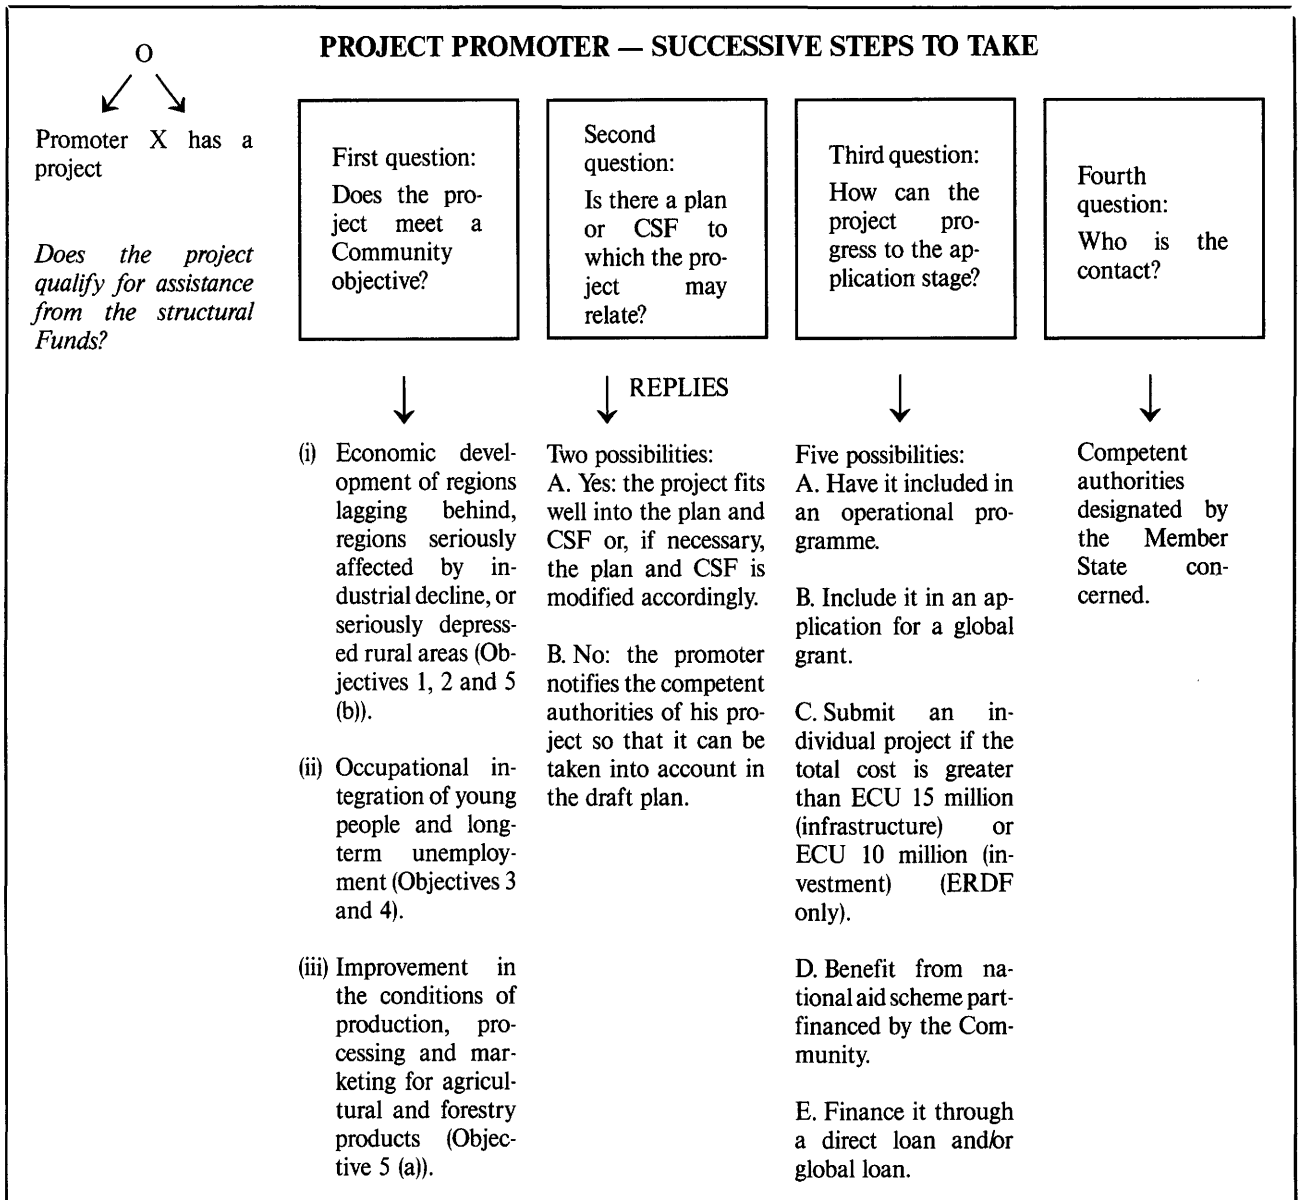 PROJECT PROMOTER — SUCCESSIVE STEPS TO TAKE
O
Promoter X has a
project
Does the project
qualify for assistance
from the structural
Funds?
First question:
Does the pro-
ject meet a
Community
objective?
Second
question:
Is there a plan
or CSF to
which the pro-
ject may
relate?
Third question:
How can the
project pro-
gress to the ap-
plication stage?
Fourth
question:
Who is the
contact?
REPLIES
(i) Economic devel-
opment of regions
lagging behind,
regions seriously
affected by in-
dustrial decline, or
seriously depress-
ed rural areas (Ob-
jectives 1, 2 and 5
(b)).
(ii) Occupational in-
tegration of young
people and long-
term unemploy-
ment (Objectives 3
and 4).
(iii) Improvement in
the conditions of
production, pro-
cessing and mar-
keting for agricul-
tural and forestry
products (Objec-
tive 5 (a)).
Two possibilities:
A. Yes: the project fits
well into the plan and
CSF or, if necessary,
the plan and CSF is
modified accordingly.
B. No: the promoter
notifies the competent
authorities of his pro-
ject so that it can be
taken into account in
the draft plan.
Five possibilities:
A. Have it included in
an operational pro-
gramme.
B. Include it in an ap-
plication for a global
grant.
C. Submit an in-
dividual project if the
total cost is greater
than ECU 15 million
(infrastructure) or
ECU 10 million (in-
vestment) (ERDF
only).
D. Benefit from na-
tional aid scheme part-
financed by the Com-
munity.
E. Finance it through
a direct loan and/or
global loan.
Competent
authorities
designated by
the Member
State con-
cerned.